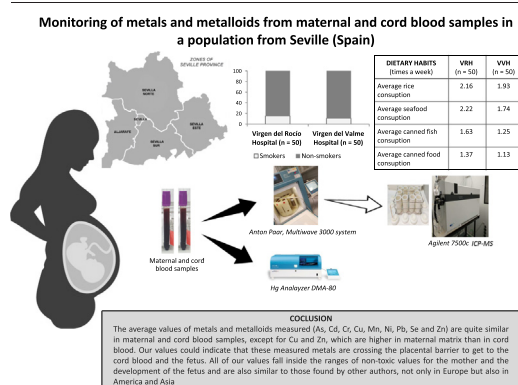 Monitoring of metals and metalloids from maternal and cord blood samples in
a population from Seville (Spain)
ZONES OF
SEVILLE PROVINCE
SEVILLA
NORTE
SEVILLA
ALJARAFE
SEVILLA
ESTE
SEVILLA
SUR
100
80
60
40
20
0
Virgen del Rocío
Hospital (n = 50)
Virgen del Valme
Hospital (n = 50)
Smokers
Non-smokers
DIETARY HABITS
(times a week)
VRH
(n = 50)
VVH
(n = 50)
Average rice
consuption
2.16
1.93
Average seafood
consuption
2.22
1.74
Average canned fish
consuption
1.63
1.25
Average canned food
consuption
1.37
1.13
Maternal and cord
blood samples
Anton Paar, Multiwave 3000 system
Agilent 7500c ICP-MS
Hg Analayzer DMA-80
COCLUSION
The average values of metals and metalloids measured (As, Cd, Cr, Cu, Mn, Ni, Pb, Se and Zn) are quite similar
in maternal and cord blood samples, except for Cu and Zn, which are higher in maternal matrix than in cord
blood. Our values could indicate that these measured metals are crossing the placental barrier to get to the
cord blood and the fetus. All of our values fall inside the ranges of non-toxic values for the mother and the
development of the fetus and are also similar to those found by other authors, not only in Europe but also in
America and Asia